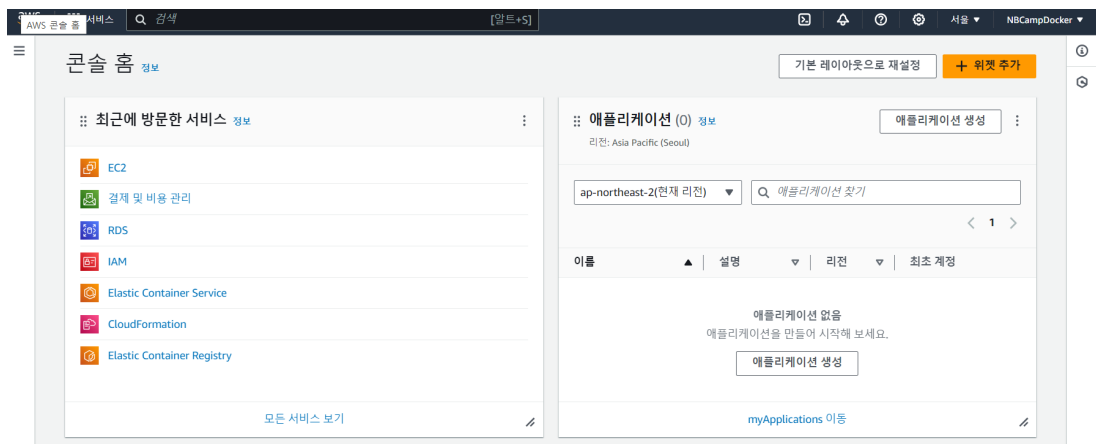 서비스
검색
[알트+S]
서울 ▼
NBCampDocker ▼
AWS 콘솔 홈
콘솔 홈 정보
기본 레이아웃으로 재설정
+ 위젯 추가
최근에 방문한 서비스 정보
EC2
결제 및 비용 관리
RDS
IAM
Elastic Container Service
CloudFormation
Elastic Container Registry
모든 서비스 보기
애플리케이션 (0) 정보
애플리케이션 생성
리전: Asia Pacific (Seoul)
ap-northeast-2(현재 리전) ▼
애플리케이션 찾기
< 1 >
이름 ▲ 설명 ▽ 리전 ▽ 최초 계정
애플리케이션 없음
애플리케이션을 만들어 시작해 보세요.
애플리케이션 생성
myApplications 이동